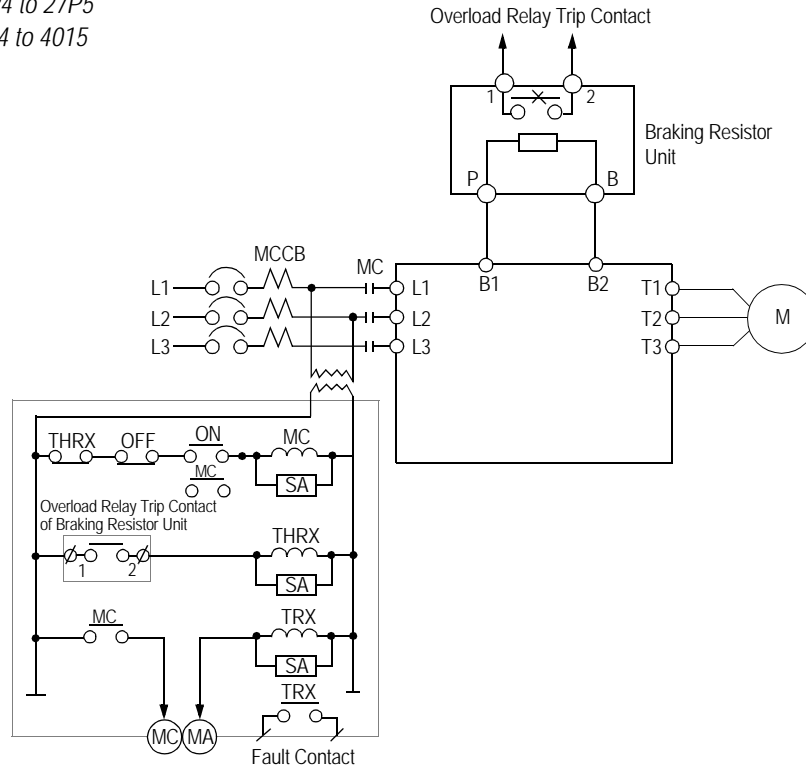 4 to 27P5
4 to 4015
Overload Relay Trip Contact
1
2
Braking Resistor
Unit
P
B
MCCB
MC
L1
L1
B1
B2
T1
L2
L2
T2
M
L3
L3
T3
THRX
OFF
ON
MC
MC
SA
Overload Relay Trip Contact
of Braking Resistor Unit
1
2
THRX
SA
MC
TRX
SA
TRX
MC
MA
Fault Contact